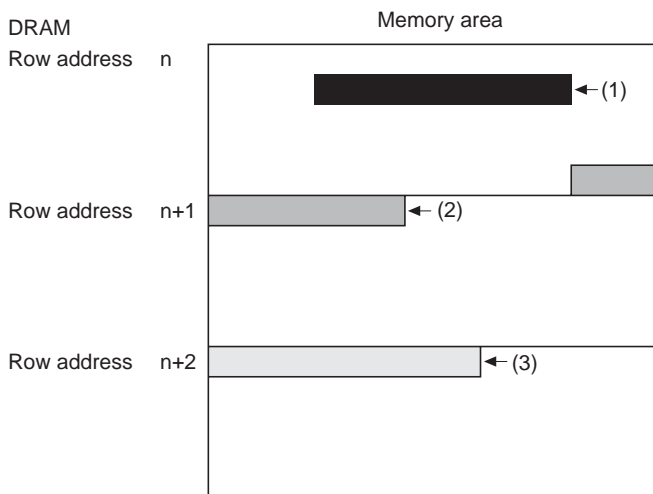 Memory area
DRAM
Row address n
(1)
Row address n+1
(2)
Row address n+2
(3)